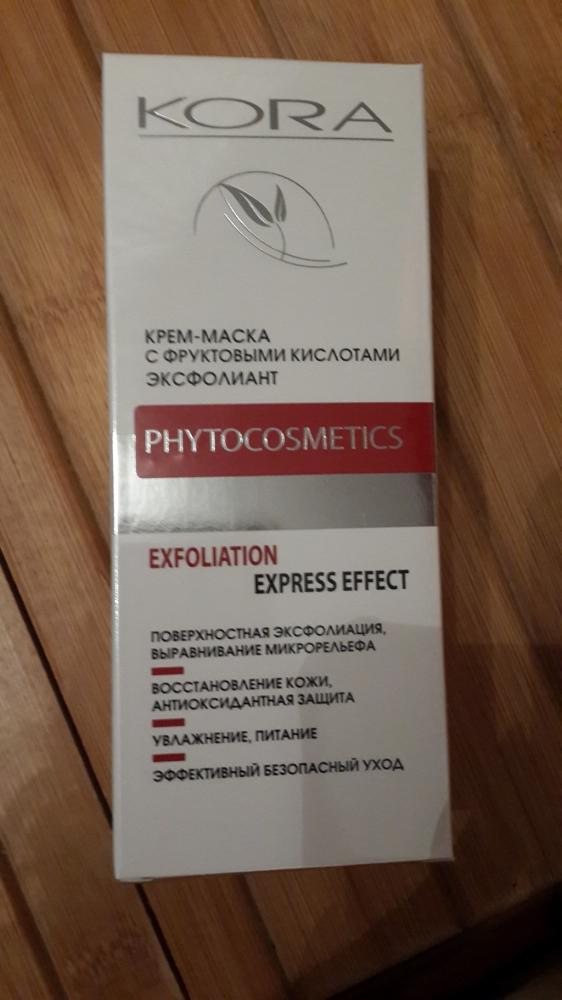 KORA
КРЕМ-МАСКА
С ФРУКТОВЫМИ КИСЛОТАМИ
ЭКСФОЛИАНТ
PHYTOCOSMETICS
EXFOLIATION
EXPRESS EFFECT
ПОВЕРХНОСТНАЯ ЭКСФОЛИАЦИЯ,
ВЫРАВНИВАНИЕ МИКРОРЕЛЬЕФА
ВОССТАНОВЛЕНИЕ КОЖИ,
АНТИОКСИДАНТНАЯ ЗАЩИТА
УВЛАЖНЕНИЕ, ПИТАНИЕ
ЭФФЕКТИВНЫЙ БЕЗОПАСНЫЙ УХОД